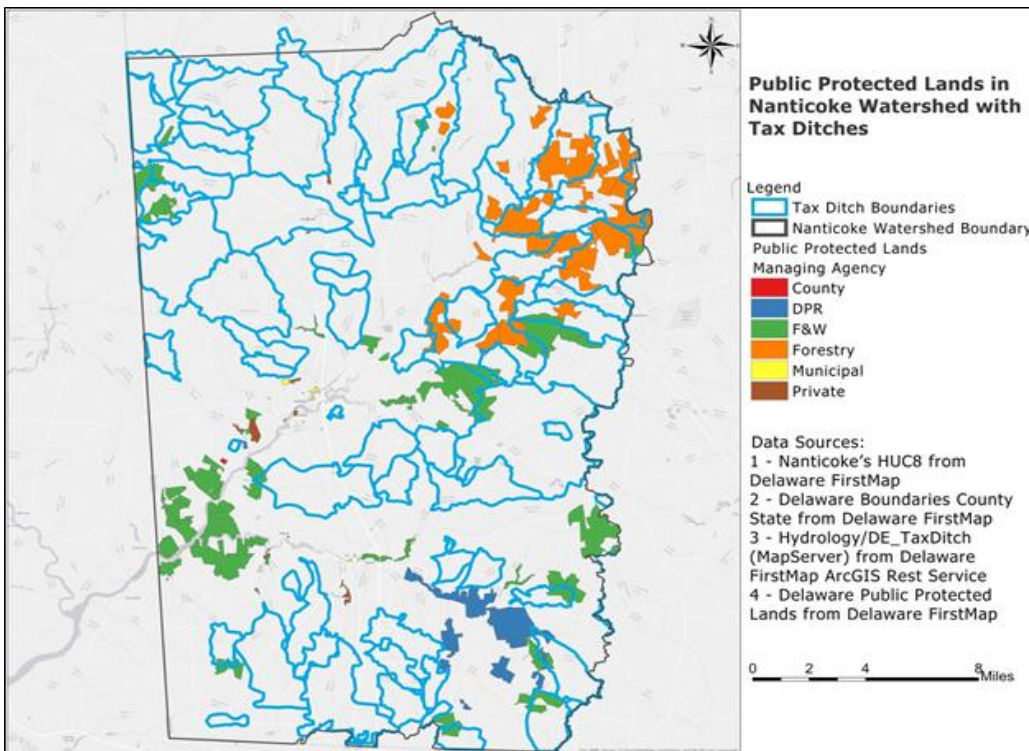 Public Protected Lands in
Nanticoke Watershed with
Tax Ditches
Legend
Tax Ditch Boundaries
Nanticoke Watershed Boundary
Public Protected Lands
Managing Agency
County
DPR
F&W
Forestry
Municipal
Private
Data Sources:
1 - Nanticoke's HUC8 from
Delaware FirstMap
2 - Delaware Boundaries County
State from Delaware FirstMap
3 - Hydrology/DE_TaxDitch
(MapServer) from Delaware
FirstMap ArcGIS Rest Service
4 - Delaware Public Protected
Lands from Delaware FirstMap
0 2 4 8
Miles